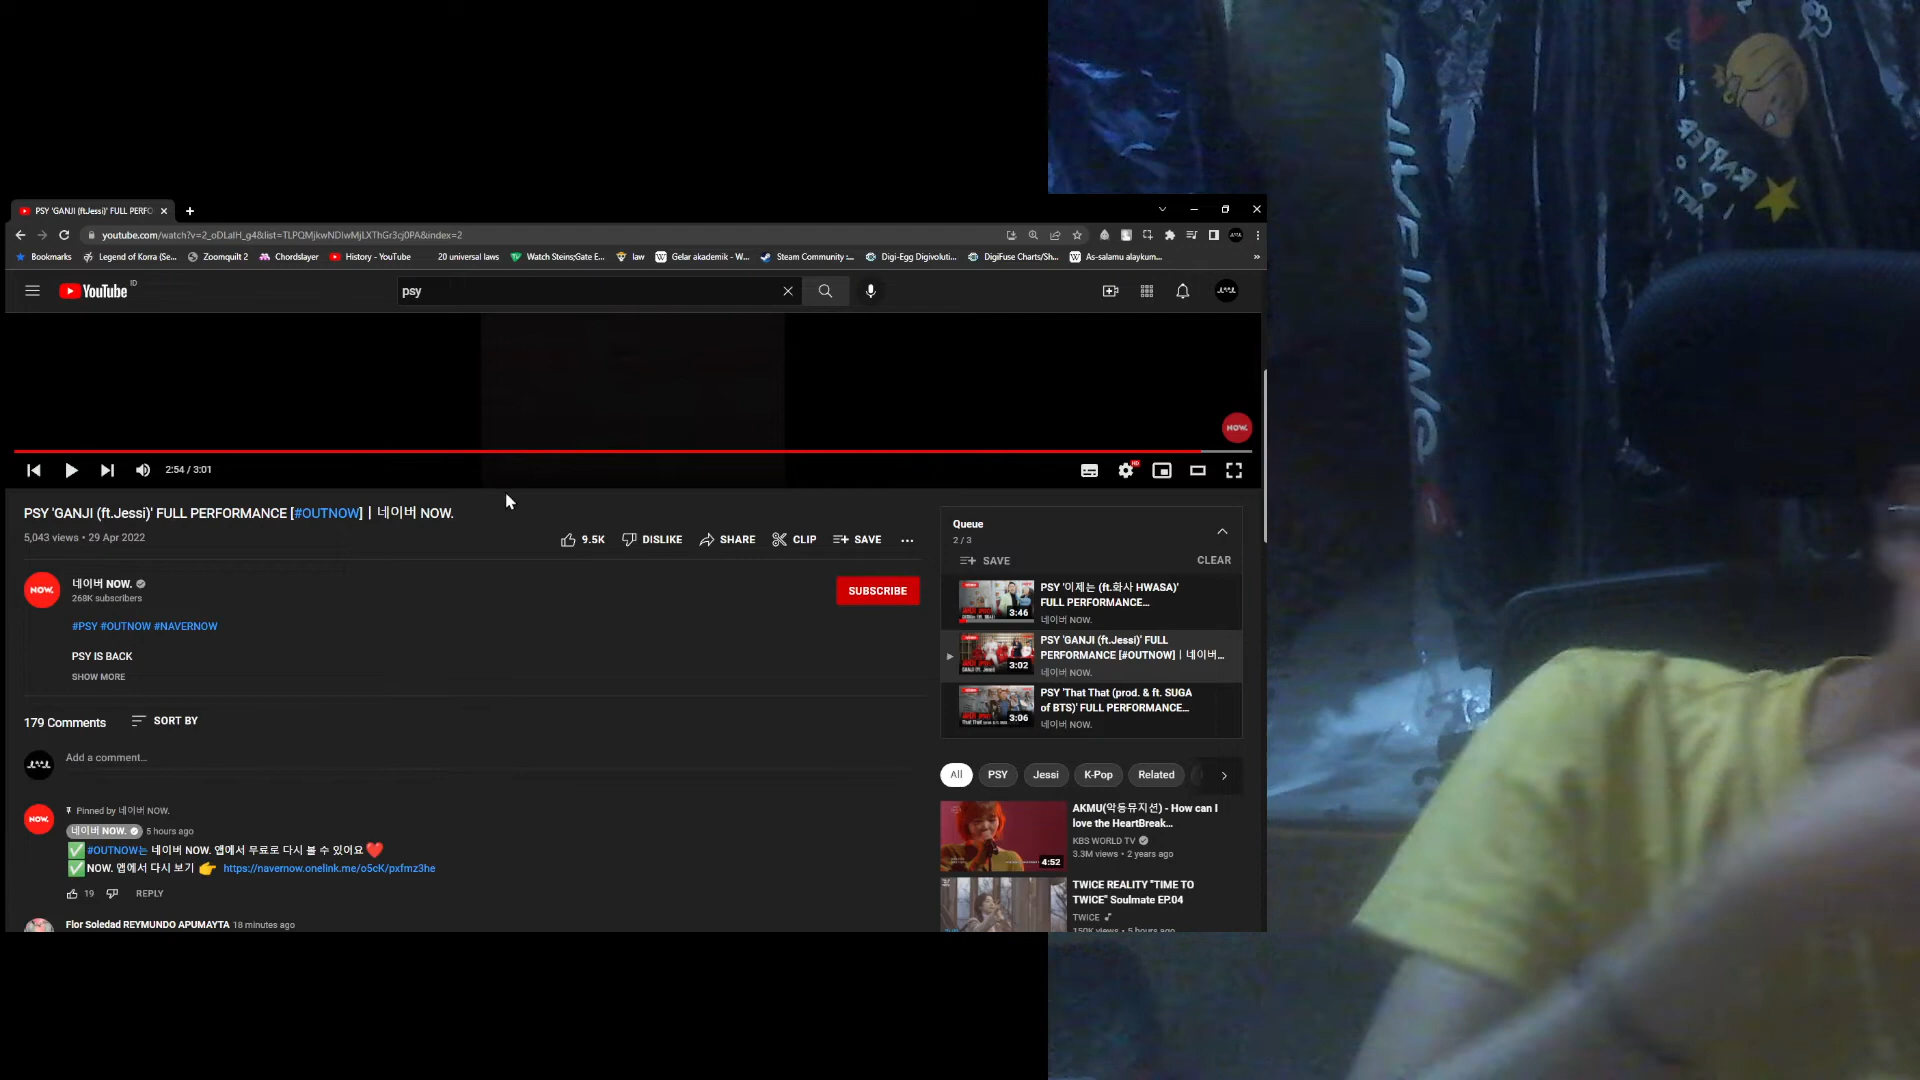 PSY 'GANJI (ft.Jessi)' FULL PERFO
youtube.com/watch?v=2_oDLaIH_g4&list=TLPQMjkwNDIwMjLXThGr3cj0PA&index=2
Bookmarks
Legend of Korra (Se...
Zoomquilt 2
Chordslayer
History - YouTube
20 universal laws
Watch Steins;Gate E...
law
Gelar akademik - W...
Steam Community :...
Digi-Egg Digivoluti...
DigiFuse Charts/Sh...
As-salamu alaykum...
YouTube ID
psy
NOW.
2:54 / 3:01
HD
PSY 'GANJI (ft.Jessi)' FULL PERFORMANCE [#OUTNOW] | 네이버 NOW.
5,043 views • 29 Apr 2022
9.5K
DISLIKE
SHARE
CLIP
SAVE
NOW.
네이버 NOW.
268K subscribers
SUBSCRIBE
#PSY #OUTNOW #NAVERNOW
PSY IS BACK
SHOW MORE
179 Comments
SORT BY
Add a comment...
NOW.
Pinned by 네이버 NOW.
네이버 NOW. 5 hours ago
#OUTNOW는 네이버 NOW. 앱에서 무료로 다시 볼 수 있어요
NOW. 앱에서 다시 보기 https://navernow.onelink.me/o5cK/pxfmz3he
19
REPLY
Flor Soledad REYMUNDO APUMAYTA 18 minutes ago
Queue
2 / 3
SAVE
CLEAR
3:46
PSY '이제는 (ft.화사 HWASA)'
FULL PERFORMANCE...
네이버 NOW.
3:02
PSY 'GANJI (ft.Jessi)' FULL
PERFORMANCE [#OUTNOW] | 네이버...
네이버 NOW.
3:06
PSY 'That That (prod. & ft. SUGA
of BTS)' FULL PERFORMANCE...
네이버 NOW.
All
PSY
Jessi
K-Pop
Related
4:52
AKMU(악동뮤지션) - How can I
love the HeartBreak...
KBS WORLD TV
3.3M views • 2 years ago
TWICE REALITY "TIME TO
TWICE" Soulmate EP.04
TWICE
150K views • 5 hours ago
RAPPER